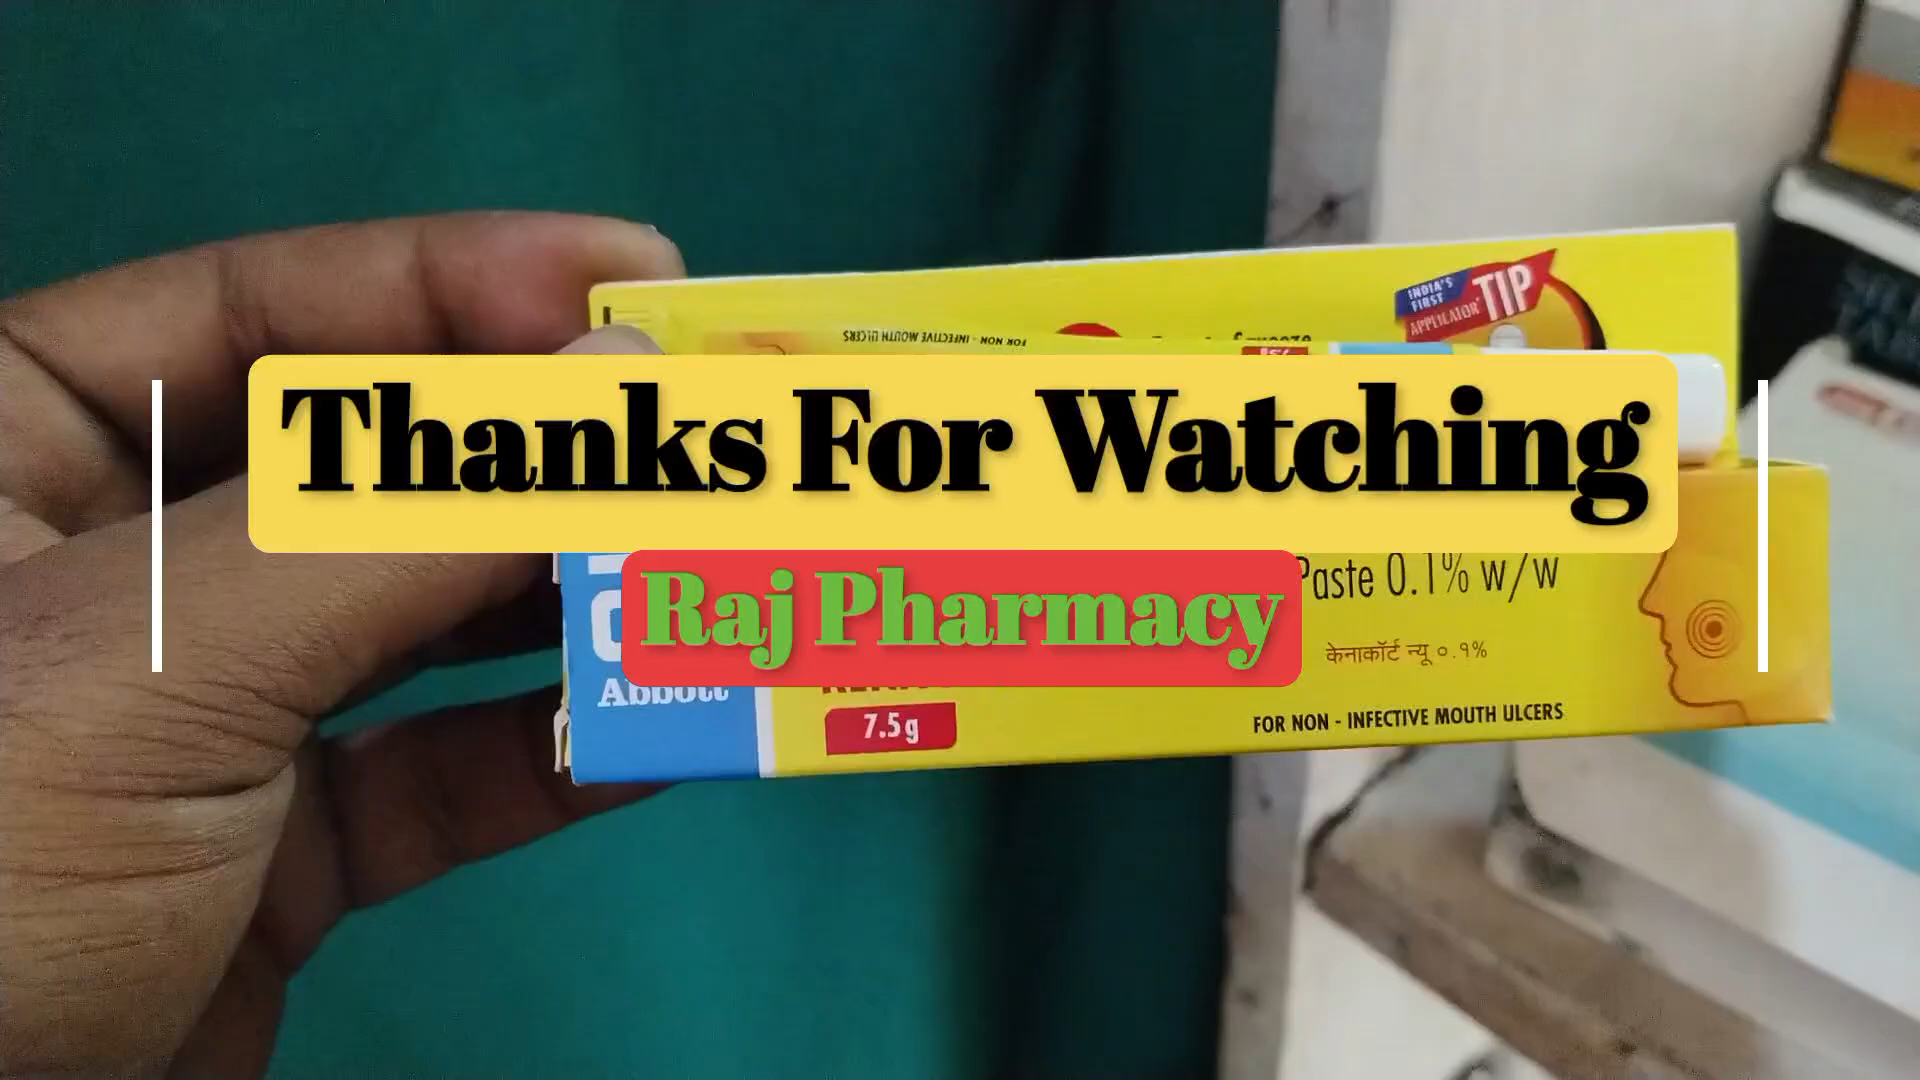 INDIA'S
FIRST
APPLICATOR TIP
FOR NON - INFECTIVE MOUTH ULCERS
Thanks For Watching
Paste 0.1% w/w
Raj Pharmacy
केनाकॉर्ट न्यू ०.१%
Abbott
7.5g
FOR NON - INFECTIVE MOUTH ULCERS